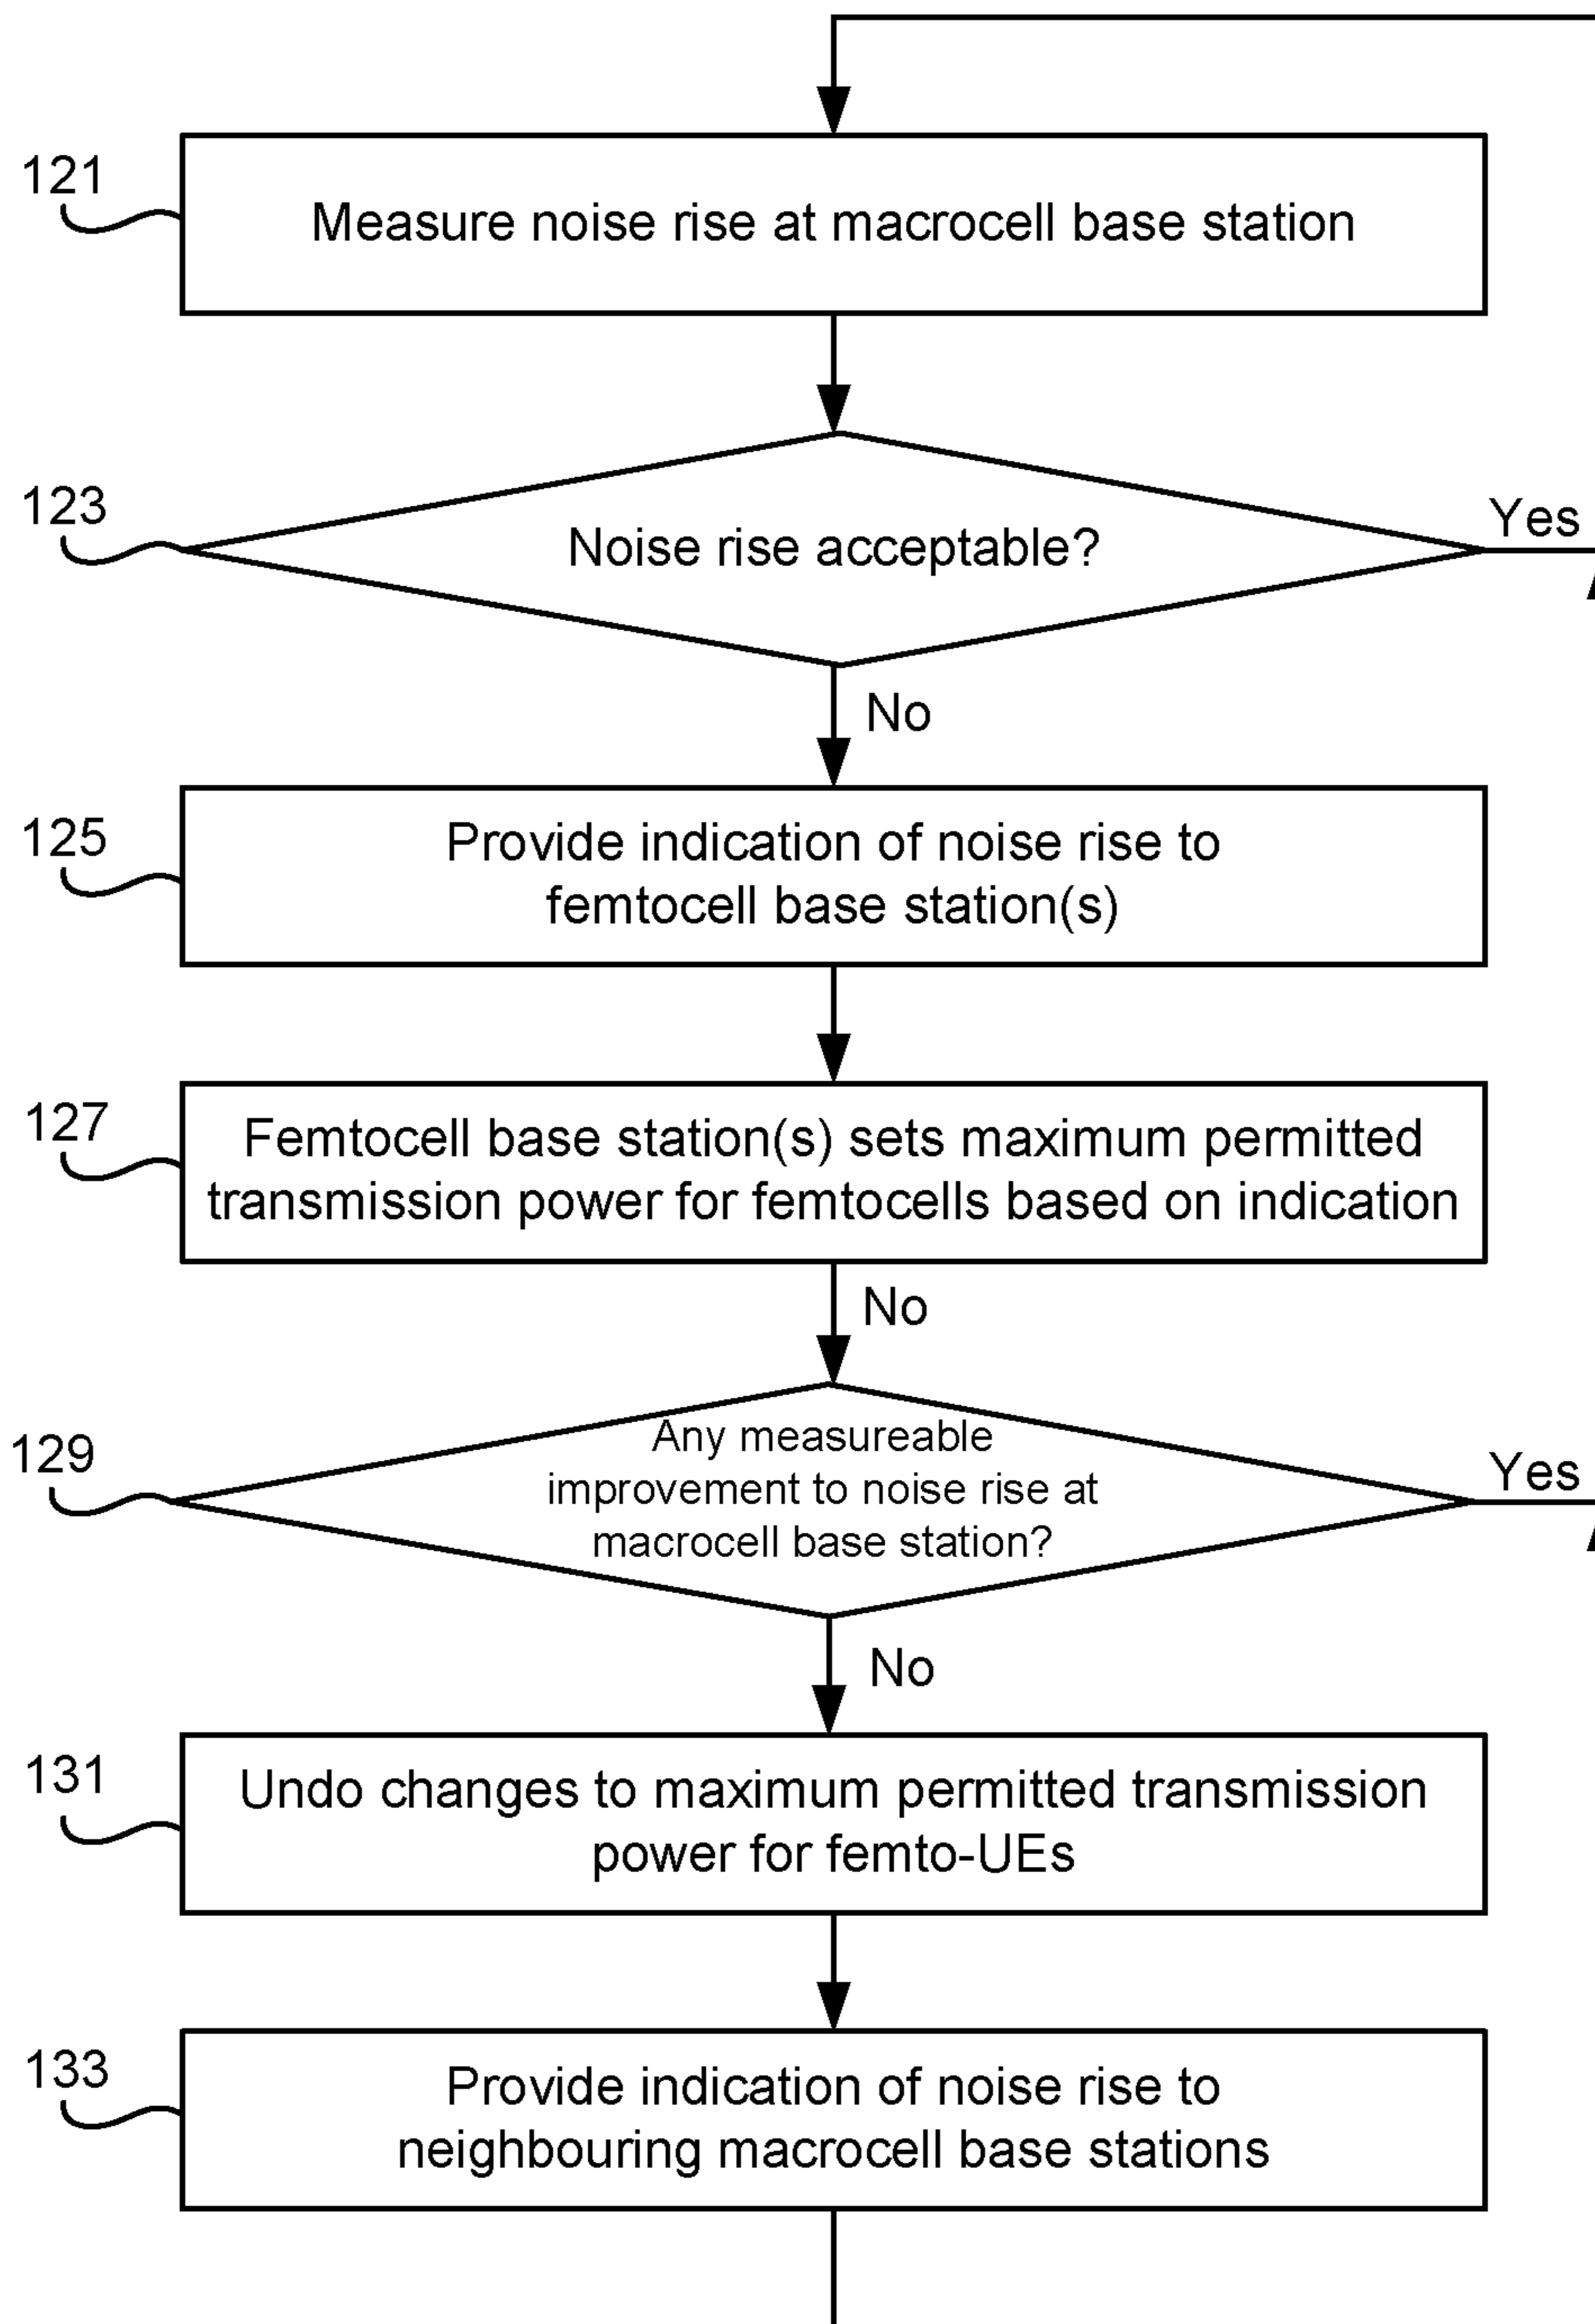 121
Measure noise rise at macrocell base station
123
Noise rise acceptable?
Yes
No
125
Provide indication of noise rise to
femtocell base station(s)
127
Femtocell base station(s) sets maximum permitted
transmission power for femtocells based on indication
No
129
Any measureable
improvement to noise rise at
macrocell base station?
Yes
No
131
Undo changes to maximum permitted transmission
power for femto-UEs
133
Provide indication of noise rise to
neighbouring macrocell base stations